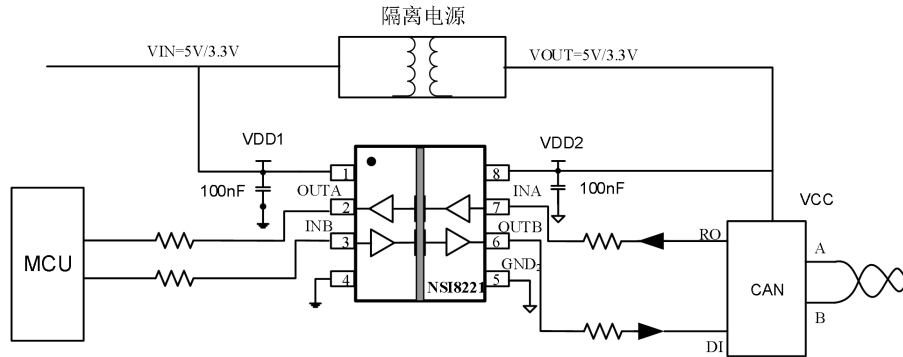 隔离电源
VIN=5V/3.3V
VOUT=5V/3.3V
VDD1
VDD2
1
8
100nF
100nF
OUTA
INA
2
7
VCC
INB
OUTB
3
6
RO
A
MCU
GND2
4
5
NSI8221
CAN
B
DI